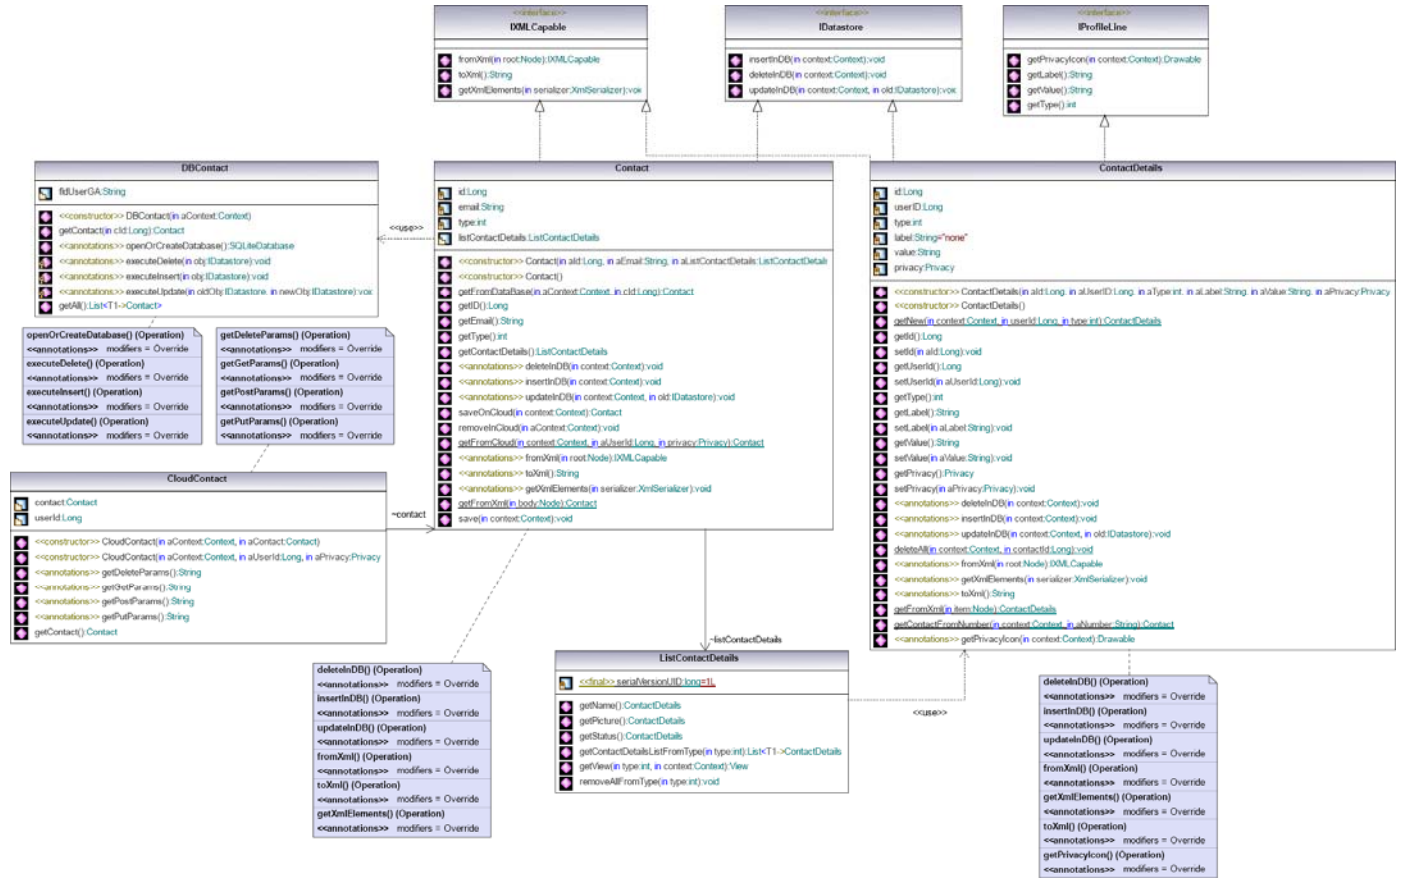 <<interface>>
IXMLCapable
fromXml(in root:Node):IXMLCapable
toXml():String
getXmlElements(in serializer:XmlSerializer):voi
<<interface>>
IDatastore
insertInDB(in context:Context):void
deleteInDB(in context:Context):void
updateInDB(in context:Context, in old:IDatastore):voi
<<interface>>
IProfileLine
getPrivacyIcon(in context:Context):Drawable
getLabel():String
getValue():String
getType():int
DBContact
fldUserGA:String
<<constructor>> DBContact(in aContext:Context)
getContact(in cId:Long):Contact
<<annotations>> openOrCreateDatabase():SQLiteDatabase
<<annotations>> executeDelete(in obj:IDatastore):void
<<annotations>> executeInsert(in obj:IDatastore):void
<<annotations>> executeUpdate(in oldObj:IDatastore, in newObj:IDatastore):voi
getAll():List<T1->Contact>
<<use>>
Contact
id:Long
email:String
type:int
listContactDetails:ListContactDetails
<<constructor>> Contact(in aId:Long, in aEmail:String, in aListContactDetails:ListContactDetail
<<constructor>> Contact()
getFromDataBase(in aContext:Context, in cId:Long):Contact
getID():Long
getEmail():String
getType():int
getContactDetails():ListContactDetails
<<annotations>> deleteInDB(in context:Context):void
<<annotations>> insertInDB(in context:Context):void
<<annotations>> updateInDB(in context:Context, in old:IDatastore):void
saveOnCloud(in context:Context):Contact
removeInCloud(in aContext:Context):void
getFromCloud(in context:Context, in aUserId:Long, in privacy:Privacy):Contact
<<annotations>> fromXml(in root:Node):IXMLCapable
<<annotations>> toXml():String
<<annotations>> getXmlElements(in serializer:XmlSerializer):void
getFromXml(in body:Node):Contact
save(in context:Context):void
ContactDetails
id:Long
userID:Long
type:int
label:String="none"
value:String
privacy:Privacy
<<constructor>> ContactDetails(in aId:Long, in aUserID:Long, in aType:int, in aLabel:String, in aValue:String, in aPrivacy:Privacy
<<constructor>> ContactDetails()
getNew(in context:Context, in userId:Long, in type:int):ContactDetails
getId():Long
setId(in aId:Long):void
getUserId():Long
setUserId(in aUserId:Long):void
getType():int
getLabel():String
setLabel(in aLabel:String):void
getValue():String
setValue(in aValue:String):void
getPrivacy():Privacy
setPrivacy(in aPrivacy:Privacy):void
<<annotations>> deleteInDB(in context:Context):void
<<annotations>> insertInDB(in context:Context):void
<<annotations>> updateInDB(in context:Context, in old:IDatastore):void
deleteAll(in context:Context, in contactId:Long):void
<<annotations>> fromXml(in root:Node):IXMLCapable
<<annotations>> getXmlElements(in serializer:XmlSerializer):void
<<annotations>> toXml():String
getFromXml(in item:Node):ContactDetails
getContactFromNumber(in context:Context, in aNumber:String):Contact
<<annotations>> getPrivacyIcon(in context:Context):Drawable
openOrCreateDatabase() (Operation)
<<annotations>> modifiers = Override
executeDelete() (Operation)
<<annotations>> modifiers = Override
executeInsert() (Operation)
<<annotations>> modifiers = Override
executeUpdate() (Operation)
<<annotations>> modifiers = Override
getDeleteParams() (Operation)
<<annotations>> modifiers = Override
getGetParams() (Operation)
<<annotations>> modifiers = Override
getPostParams() (Operation)
<<annotations>> modifiers = Override
getPutParams() (Operation)
<<annotations>> modifiers = Override
CloudContact
contact:Contact
userId:Long
<<constructor>> CloudContact(in aContext:Context, in aContact:Contact)
<<constructor>> CloudContact(in aContext:Context, in aUserId:Long, in aPrivacy:Privacy
<<annotations>> getDeleteParams():String
<<annotations>> getGetParams():String
<<annotations>> getPostParams():String
<<annotations>> getPutParams():String
getContact():Contact
~contact
~listContactDetails
ListContactDetails
<<final>> serialVersionUID:long=1L
getName():ContactDetails
getPicture():ContactDetails
getStatus():ContactDetails
getContactDetailsListFromType(in type:int):List<T1->ContactDetails
getView(in type:int, in context:Context):View
removeAllFromType(in type:int):void
<<use>>
deleteInDB() (Operation)
<<annotations>> modifiers = Override
insertInDB() (Operation)
<<annotations>> modifiers = Override
updateInDB() (Operation)
<<annotations>> modifiers = Override
fromXml() (Operation)
<<annotations>> modifiers = Override
toXml() (Operation)
<<annotations>> modifiers = Override
getXmlElements() (Operation)
<<annotations>> modifiers = Override
deleteInDB() (Operation)
<<annotations>> modifiers = Override
insertInDB() (Operation)
<<annotations>> modifiers = Override
updateInDB() (Operation)
<<annotations>> modifiers = Override
fromXml() (Operation)
<<annotations>> modifiers = Override
getXmlElements() (Operation)
<<annotations>> modifiers = Override
toXml() (Operation)
<<annotations>> modifiers = Override
getPrivacyIcon() (Operation)
<<annotations>> modifiers = Override